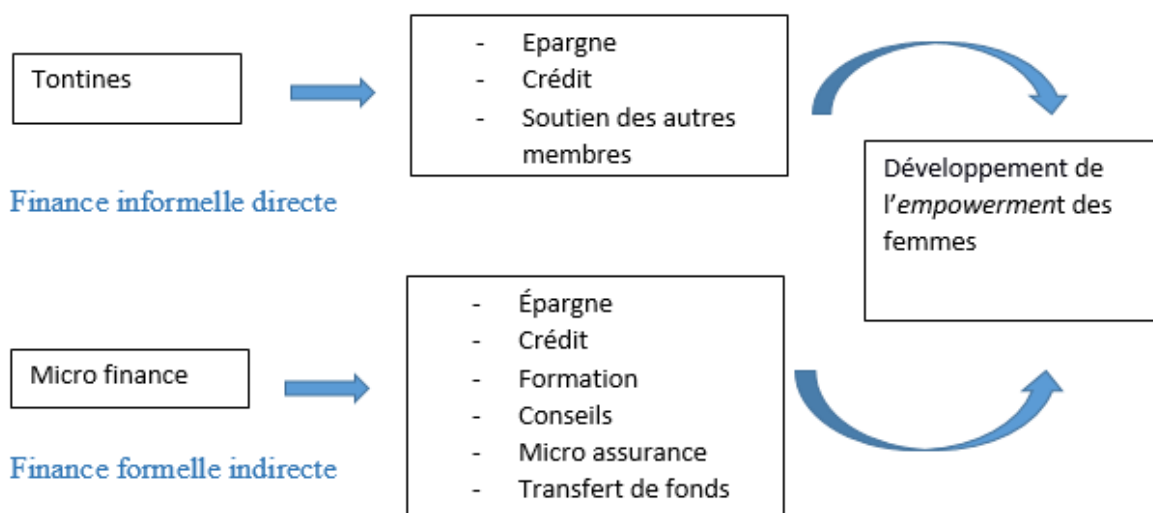 Tontines
Finance informelle directe
- Epargne
- Crédit
- Soutien des autres
membres
Développement de
l'empowerment des
femmes
Micro finance
Finance formelle indirecte
- Épargne
- Crédit
- Formation
- Conseils
- Micro assurance
- Transfert de fonds